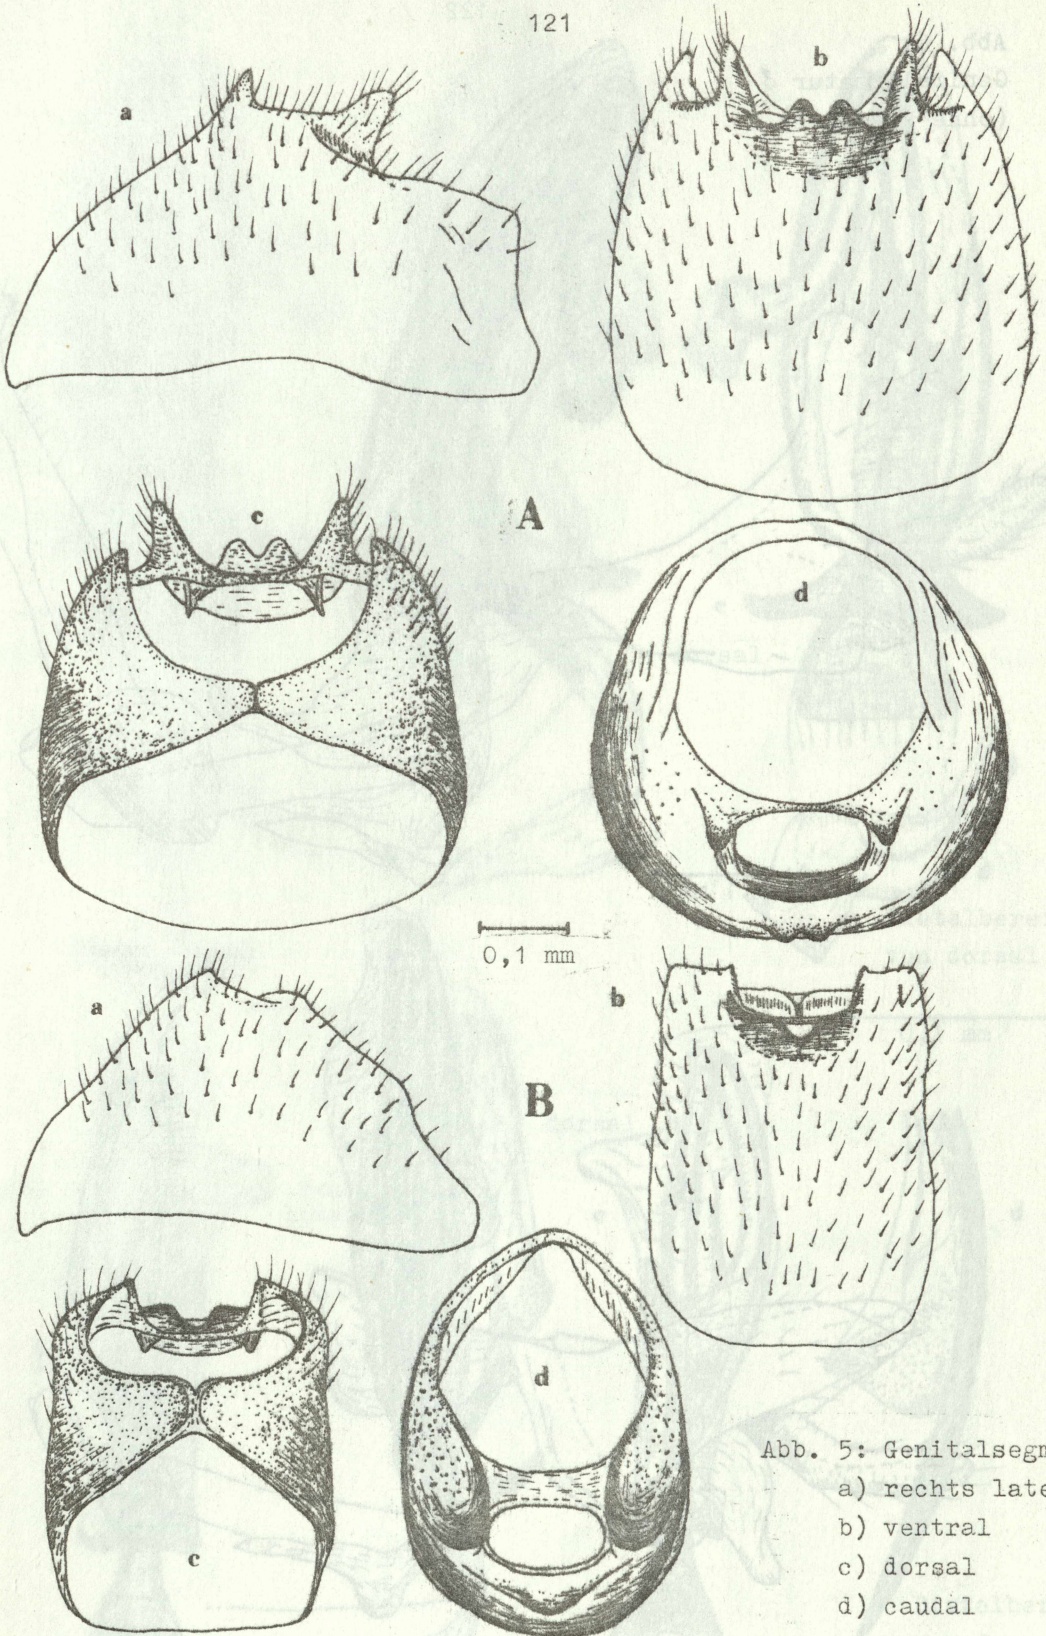 121
a
b
c
A
d
0,1 mm
a
b
B
c
d
Abb. 5: Genitalsegm
a) rechts late
b) ventral
c) dorsal
d) caudal